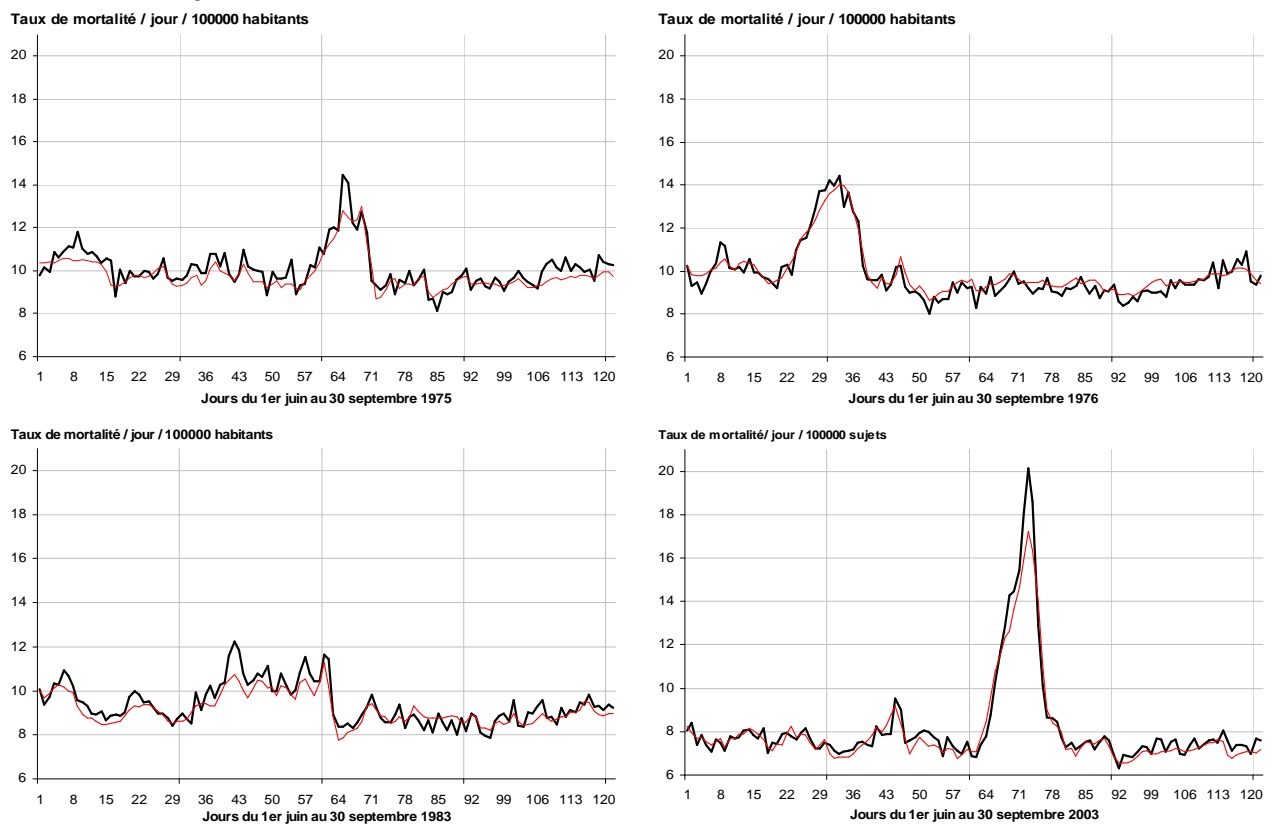 Taux de mortalité / jour / 100000 habitants
20
18
16
14
12
10
8
6
1 8 15 22 29 36 43 50 57 64 71 78 85 92 99 106 113 120
Jours du 1er juin au 30 septembre 1975
Taux de mortalité / jour / 100000 habitants
20
18
16
14
12
10
8
6
1 8 15 22 29 36 43 50 57 64 71 78 85 92 99 106 113 120
Jours du 1er juin au 30 septembre 1976
Taux de mortalité / jour / 100000 habitants
20
18
16
14
12
10
8
6
1 8 15 22 29 36 43 50 57 64 71 78 85 92 99 106 113 120
Jours du 1er juin au 30 septembre 1983
Taux de mortalité/ jour / 100000 sujets
20
18
16
14
12
10
8
6
1 8 15 22 29 36 43 50 57 64 71 78 85 92 99 106 113 120
Jours du 1er juin au 30 septembre 2003